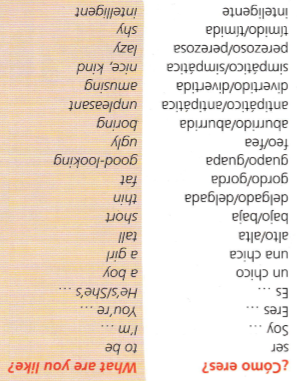 ¿Cómo eres? What are you like?
ser to be
Soy … I'm …
Eres … You're …
Es … He's/She's …
un chico a boy
una chica a girl
alto/alta tall
bajo/baja short
delgado/delgada thin
gordo/gorda fat
guapo/guapa good-looking
feo/fea ugly
aburrido/aburrida boring
antipático/antipática unpleasant
divertido/divertida amusing
simpático/simpática nice, kind
perezoso/perezosa lazy
tímido/tímida shy
inteligente intelligent